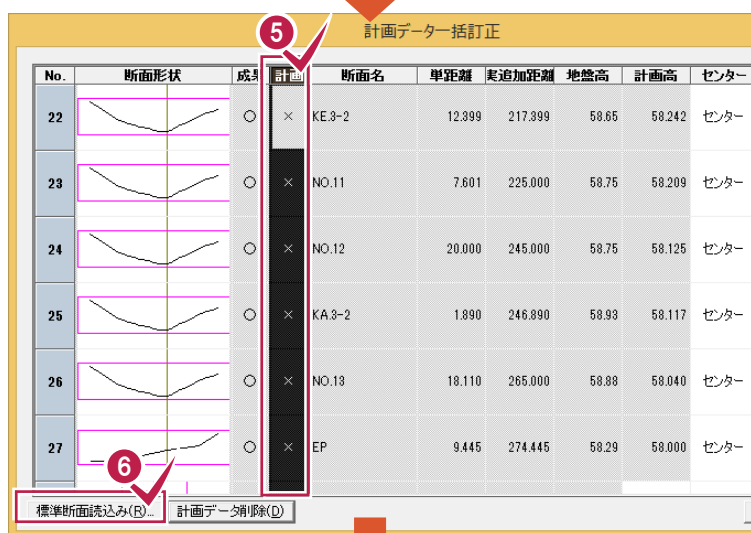 5
計画データ一括訂正
No. 断面形状 成果 計画 断面名 単距離 実追加距離 地盤高 計画高 センター
22 ○ × KE.3-2 12.399 217.399 58.65 58.242 センター
23 ○ × NO.11 7.601 225.000 58.75 58.209 センター
24 ○ × NO.12 20.000 245.000 58.75 58.125 センター
25 ○ × KA.3-2 1.890 246.890 58.93 58.117 センター
26 ○ × NO.13 18.110 265.000 58.88 58.040 センター
27 ○ × EP 9.445 274.445 58.29 58.000 センター
6
標準断面読込み(R)... 計画データ削除(D)